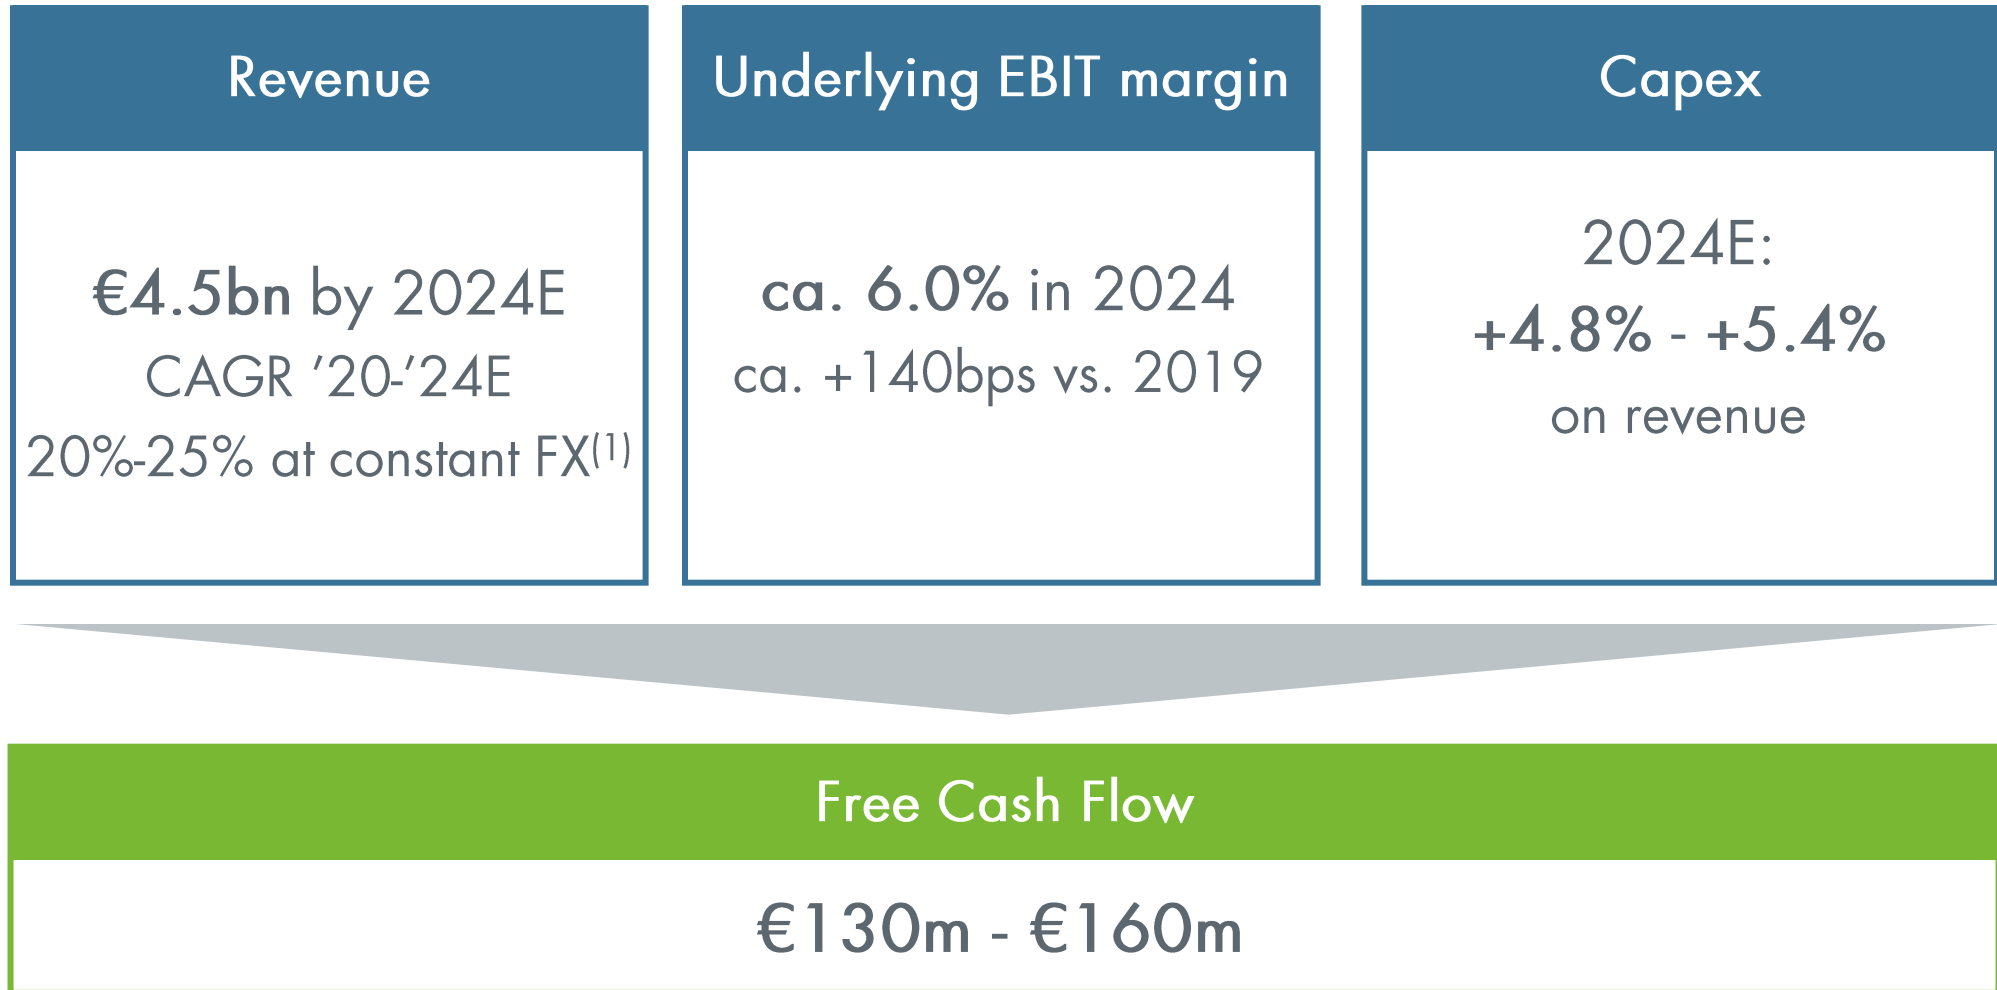 Revenue
€4.5bn by 2024E
CAGR ’20-’24E
20%-25% at constant FX(1)
Underlying EBIT margin
ca. 6.0% in 2024
ca. +140bps vs. 2019
Capex
2024E:
+4.8% - +5.4%
on revenue
Free Cash Flow
€130m - €160m